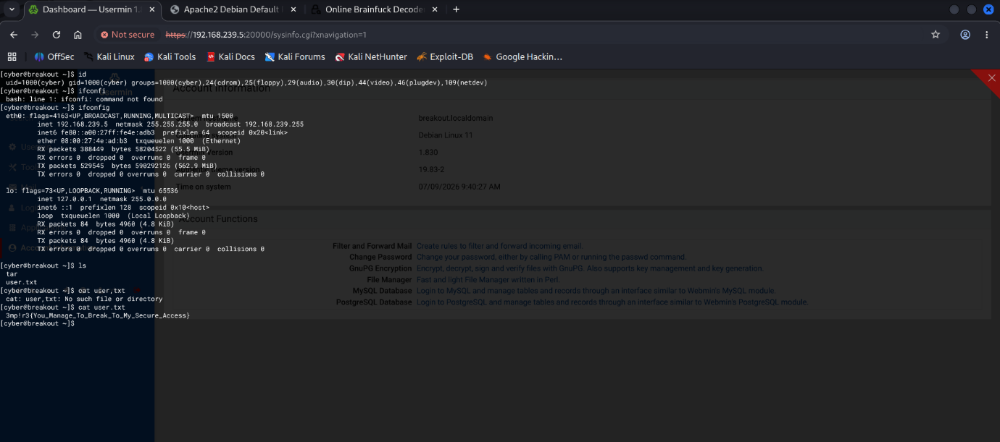 Dashboard — Usermin 1.
Apache2 Debian Default
Online Brainfuck Decode
Not secure https://192.168.239.5:20000/sysinfo.cgi?xnavigation=1
OffSec Kali Linux Kali Tools Kali Docs Kali Forums Kali NetHunter Exploit-DB Google Hackin...
[cyber@breakout ~]$ id
uid=1000(cyber) gid=1000(cyber) groups=1000(cyber),24(cdrom),25(floppy),29(audio),30(dip),44(video),46(plugdev),109(netdev)
[cyber@breakout ~]$ ifconfi
bash: line 1: ifconfi: command not found
[cyber@breakout ~]$ ifconfig
eth0: flags=4163<UP,BROADCAST,RUNNING,MULTICAST> mtu 1500
inet 192.168.239.5 netmask 255.255.255.0 broadcast 192.168.239.255
inet6 fe80::a00:27ff:fe4e:adb3 prefixlen 64 scopeid 0x20<link>
ether 08:00:27:4e:ad:b3 txqueuelen 1000 (Ethernet)
RX packets 388449 bytes 58204522 (55.5 MiB)
RX errors 0 dropped 0 overruns 0 frame 0
TX packets 529545 bytes 590292126 (562.9 MiB)
TX errors 0 dropped 0 overruns 0 carrier 0 collisions 0
lo: flags=73<UP,LOOPBACK,RUNNING> mtu 65536
inet 127.0.0.1 netmask 255.0.0.0
inet6 ::1 prefixlen 128 scopeid 0x10<host>
loop txqueuelen 1000 (Local Loopback)
RX packets 84 bytes 4960 (4.8 KiB)
RX errors 0 dropped 0 overruns 0 frame 0
TX packets 84 bytes 4960 (4.8 KiB)
TX errors 0 dropped 0 overruns 0 carrier 0 collisions 0
[cyber@breakout ~]$ ls
tar
user.txt
[cyber@breakout ~]$ cat user,txt
cat: user,txt: No such file or directory
[cyber@breakout ~]$ cat user.txt
3mp!r3{You_Manage_To_Break_To_My_Secure_Access}
[cyber@breakout ~]$
Account Information
breakout.localdomain
Debian Linux 11
1.830
19.83-2
Time on system 07/09/2026 9:40:27 AM
Account Functions
Filter and Forward Mail Create rules to filter and forward incoming email.
Change Password Change your password, either by calling PAM or running the passwd command.
GnuPG Encryption Encrypt, decrypt, sign and verify files with GnuPG. Also supports key management and key generation.
File Manager Fast and light File Manager written in Perl.
MySQL Database Login to MySQL and manage tables and records through an interface similar to Webmin's MySQL module.
PostgreSQL Database Login to PostgreSQL and manage tables and records through an interface similar to Webmin's PostgreSQL module.